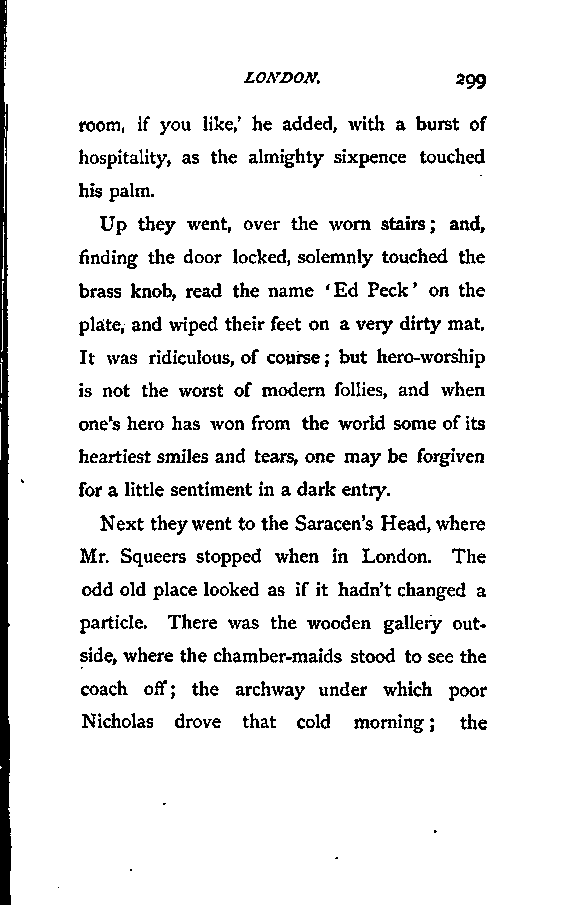 LONDON. 299
room, if you like,' he added, with a burst of
hospitality, as the almighty sixpence touched
his palm.
Up they went, over the worn stairs; and,
finding the door locked, solemnly touched the
brass knob, read the name 'Ed Peck' on the
plate, and wiped their feet on a very dirty mat.
It was ridiculous, of course; but hero-worship
is not the worst of modern follies, and when
one's hero has won from the world some of its
heartiest smiles and tears, one may be forgiven
for a little sentiment in a dark entry.
Next they went to the Saracen's Head, where
Mr. Squeers stopped when in London. The
odd old place looked as if it hadn't changed a
particle. There was the wooden gallery out-
side, where the chamber-maids stood to see the
coach off; the archway under which poor
Nicholas drove that cold morning; the